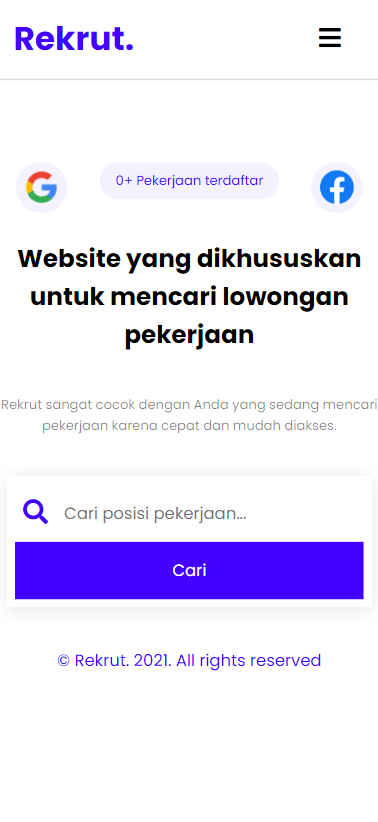 Rekrut.
0+ Pekerjaan terdaftar
Website yang dikhususkan
untuk mencari lowongan
pekerjaan
Rekrut sangat cocok dengan Anda yang sedang mencari
pekerjaan karena cepat dan mudah diakses.
Cari posisi pekerjaan...
Cari
© Rekrut. 2021. All rights reserved